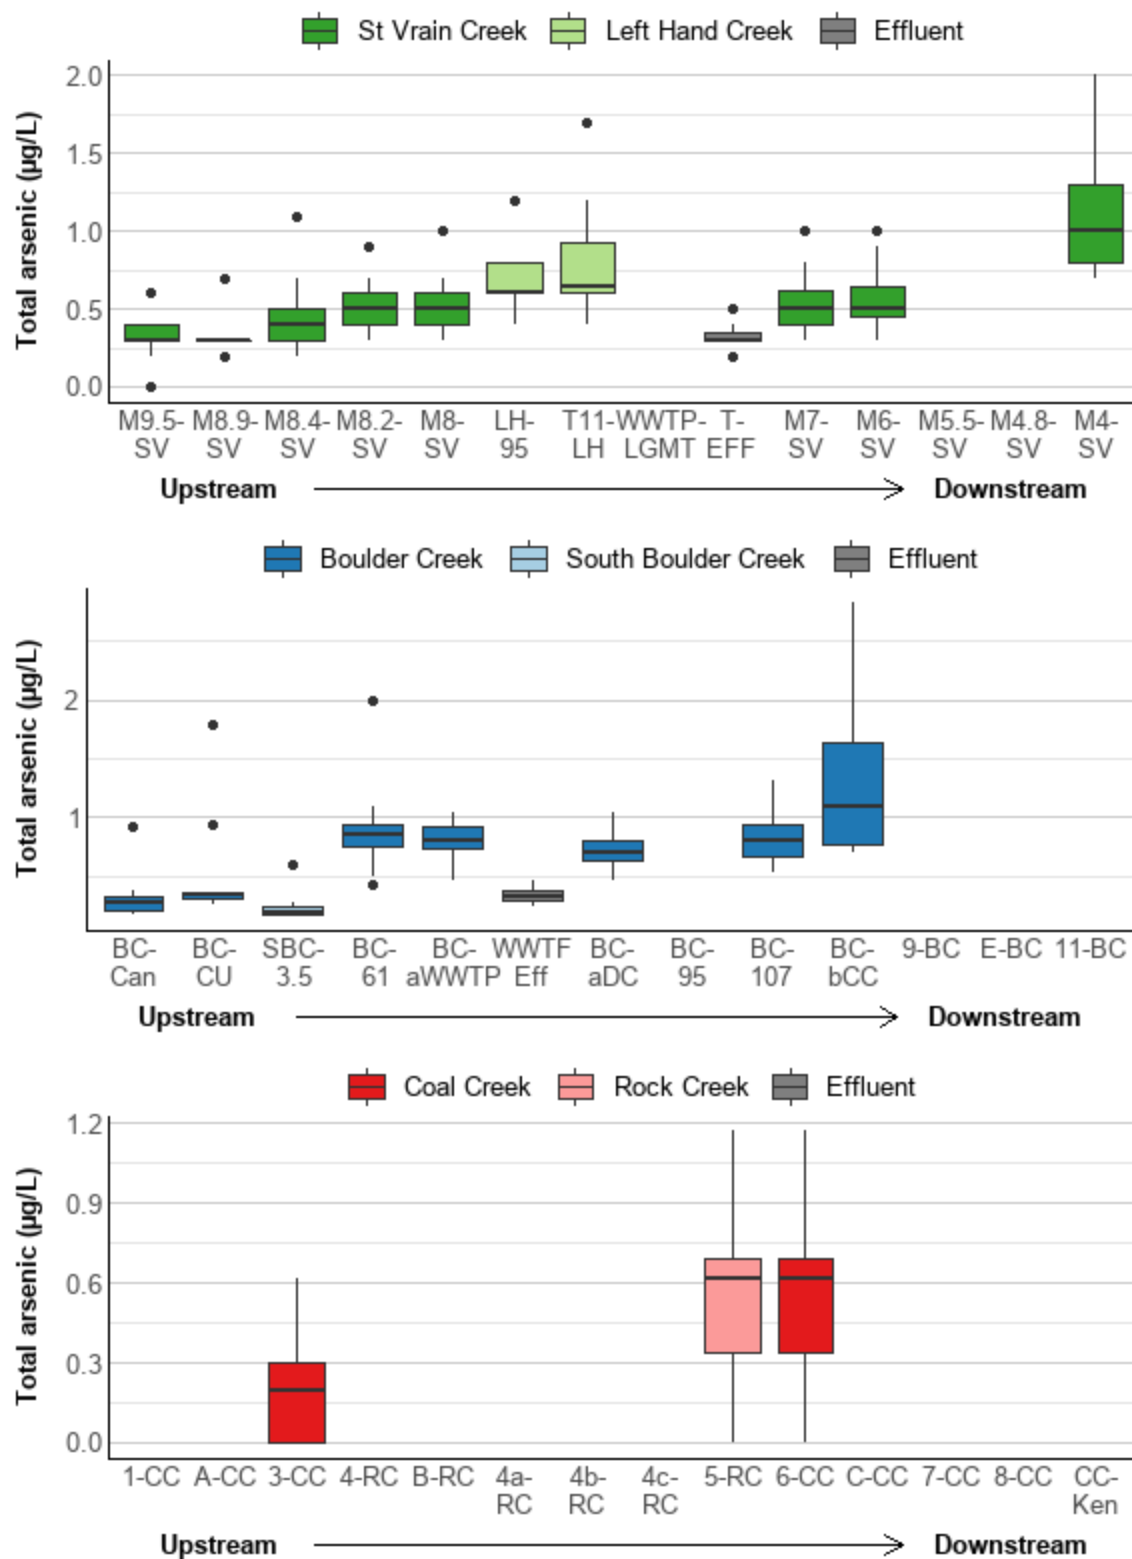 St Vrain Creek Left Hand Creek Effluent
Total arsenic (µg/L)
2.0
1.5
1.0
0.5
0.0
M9.5- M8.9- M8.4- M8.2- M8- LH- T11- WWTP- T- M7- M6- M5.5- M4.8- M4-
SV SV SV SV SV 95 LH LGMT EFF SV SV SV SV SV
Upstream Downstream
Boulder Creek South Boulder Creek Effluent
Total arsenic (µg/L)
2
1
BC- BC- SBC- BC- BC- WWTF BC- BC- BC- BC- 9-BC E-BC 11-BC
Can CU 3.5 61 aWWTP Eff aDC 95 107 bCC
Upstream Downstream
Coal Creek Rock Creek Effluent
Total arsenic (µg/L)
1.2
0.9
0.6
0.3
0.0
1-CC A-CC 3-CC 4-RC B-RC 4a- 4b- 4c- 5-RC 6-CC C-CC 7-CC 8-CC CC-
RC RC RC Ken
Upstream Downstream